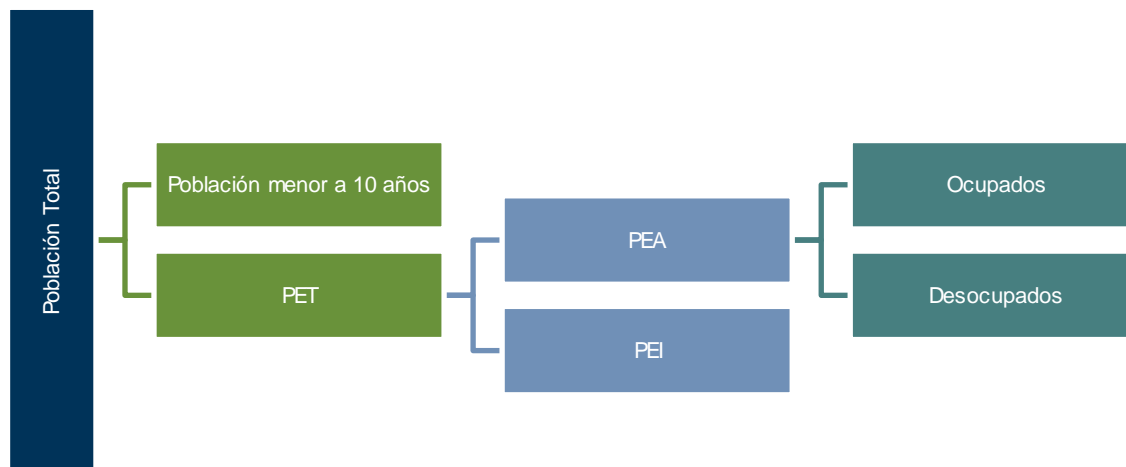 Población Total
Población menor a 10 años
PET
PEA
PEI
Ocupados
Desocupados